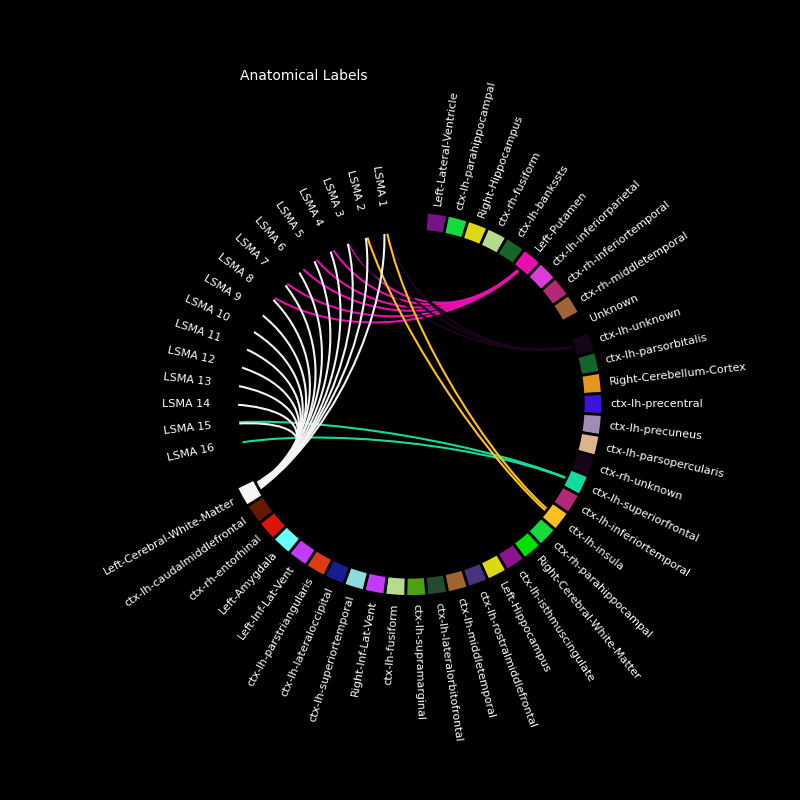 Anatomical Labels
LSMA 1
LSMA 2
LSMA 3
LSMA 4
LSMA 5
LSMA 6
LSMA 7
LSMA 8
LSMA 9
LSMA 10
LSMA 11
LSMA 12
LSMA 13
LSMA 14
LSMA 15
LSMA 16
Left-Cerebral-White-Matter
ctx-lh-caudalmiddlefrontal
ctx-rh-entorhinal
Left-Amygdala
Left-Inf-Lat-Vent
ctx-lh-parstriangularis
ctx-lh-lateraloccipital
ctx-lh-superiortemporal
Right-Inf-Lat-Vent
ctx-lh-fusiform
ctx-lh-supramarginal
ctx-lh-lateralorbitofrontal
ctx-lh-middletemporal
ctx-lh-rostralmiddlefrontal
Left-Hippocampus
ctx-lh-isthmuscingulate
Right-Cerebral-White-Matter
ctx-rh-parahippocampal
ctx-lh-insula
ctx-lh-inferiortemporal
ctx-lh-superiorfrontal
ctx-rh-unknown
ctx-lh-parsopercularis
ctx-lh-precuneus
ctx-lh-precentral
Right-Cerebellum-Cortex
ctx-lh-parsorbitalis
ctx-lh-unknown
Unknown
ctx-rh-middletemporal
ctx-rh-inferiortemporal
ctx-lh-inferiorparietal
Left-Putamen
ctx-lh-bankssts
ctx-rh-fusiform
Right-Hippocampus
ctx-lh-parahippocampal
Left-Lateral-Ventricle